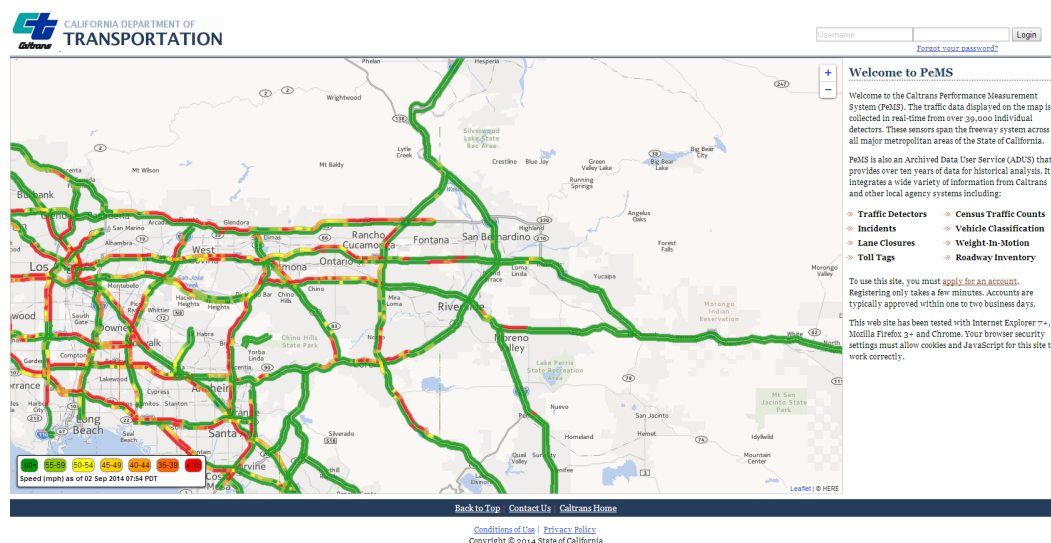 CALIFORNIA DEPARTMENT OF
TRANSPORTATION
Caltrans
Username
Login
Forgot your password?
Phelan
Hesperia
Wrightwood
Lytle
Creek
Silverwood
Lake State
Rec Area
Crestline
Blue Jay
Green
Valley Lake
Big Bear
Lake
Big Bear
City
Running
Springs
Mt Wilson
Mt Baldy
Burbank
San Marino
Glendora
Alhambra
West
Rancho
Cucamonga
Fontana
San Bernardino
Highland
Angelus
Oaks
Forest
Falls
Ontario
Loma
Linda
Yucaipa
Morongo
Valley
Montebello
Hacienda
Heights
Heights
Chino
Hills
Chino
Mira
Loma
Morongo
Indian
Reservation
South
Gate
Whittier
Chino Hills
State Park
Yorba
Linda
Moreno
Valley
White
North
Compton
Lakewood
Cypress
Stanton
Lake Perris
State Recreation
Area
Mt San
Jacinto State
Park
Long
Beach
Seal
Beach
Silverado
Nuevo
San Jacinto
Homeland
Hemet
Idyllwild
Quail
Valley
Mountain
Center
55-59
50-54
45-49
40-44
35-39
Speed (mph) as of 02 Sep 2014 07:54 PDT
Leaflet | © HERE
Welcome to PeMS
Welcome to the Caltrans Performance Measurement
System (PeMS). The traffic data displayed on the map is
collected in real-time from over 39,000 individual
detectors. These sensors span the freeway system across
all major metropolitan areas of the State of California.
PeMS is also an Archived Data User Service (ADUS) that
provides over ten years of data for historical analysis. It
integrates a wide variety of information from Caltrans
and other local agency systems including:
Traffic Detectors
Census Traffic Counts
Incidents
Vehicle Classification
Lane Closures
Weight-In-Motion
Toll Tags
Roadway Inventory
To use this site, you must apply for an account.
Registering only takes a few minutes. Accounts are
typically approved within one to two business days.
This web site has been tested with Internet Explorer 7+,
Mozilla Firefox 3+ and Chrome. Your browser security
settings must allow cookies and JavaScript for this site t
work correctly.
Back to Top | Contact Us | Caltrans Home
Conditions of Use | Privacy Policy
Copyright © 2014 State of California